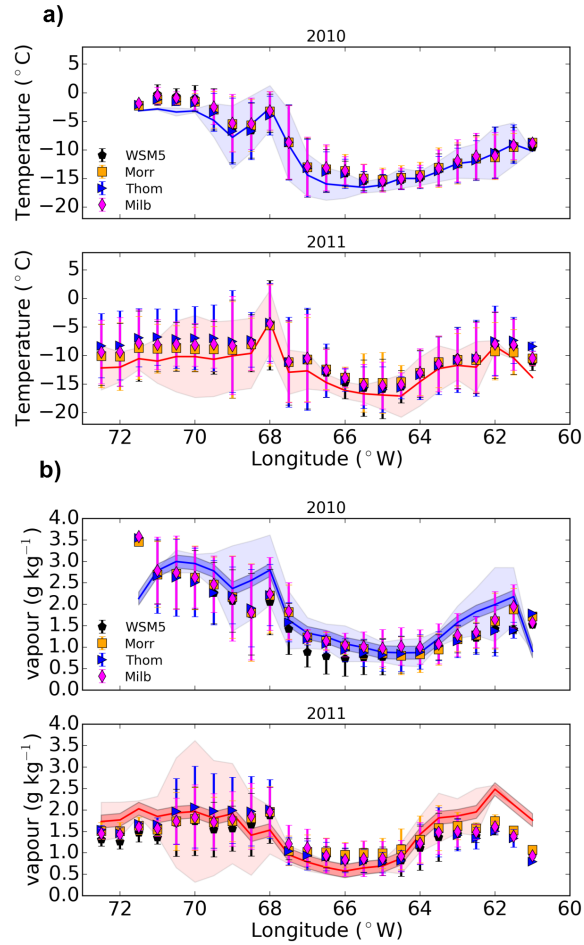 a)
2010
Temperature (°C)
0
−5
−10
−15
−20
WSM5
Morr
Thom
Milb
2011
Temperature (°C)
0
−5
−10
−15
−20
72 70 68 66 64 62 60
Longitude (°W)
b)
2010
vapour (g kg⁻¹)
4.0
3.5
3.0
2.5
2.0
1.5
1.0
0.5
0.0
WSM5
Morr
Thom
Milb
2011
vapour (g kg⁻¹)
4.0
3.5
3.0
2.5
2.0
1.5
1.0
0.5
0.0
72 70 68 66 64 62 60
Longitude (°W)